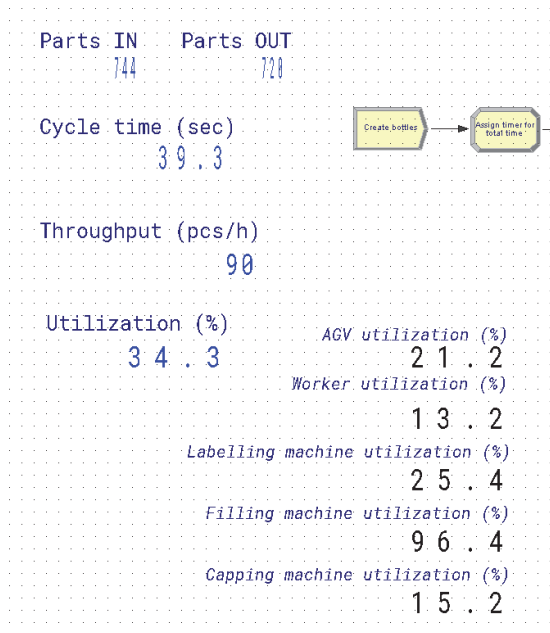 Parts IN Parts OUT
744 720
Cycle time (sec)
39.3
Create bottles
Assign timer for
total time
Throughput (pcs/h)
90
Utilization (%)
34.3
AGV utilization (%)
21.2
Worker utilization (%)
13.2
Labelling machine utilization (%)
25.4
Filling machine utilization (%)
96.4
Capping machine utilization (%)
15.2